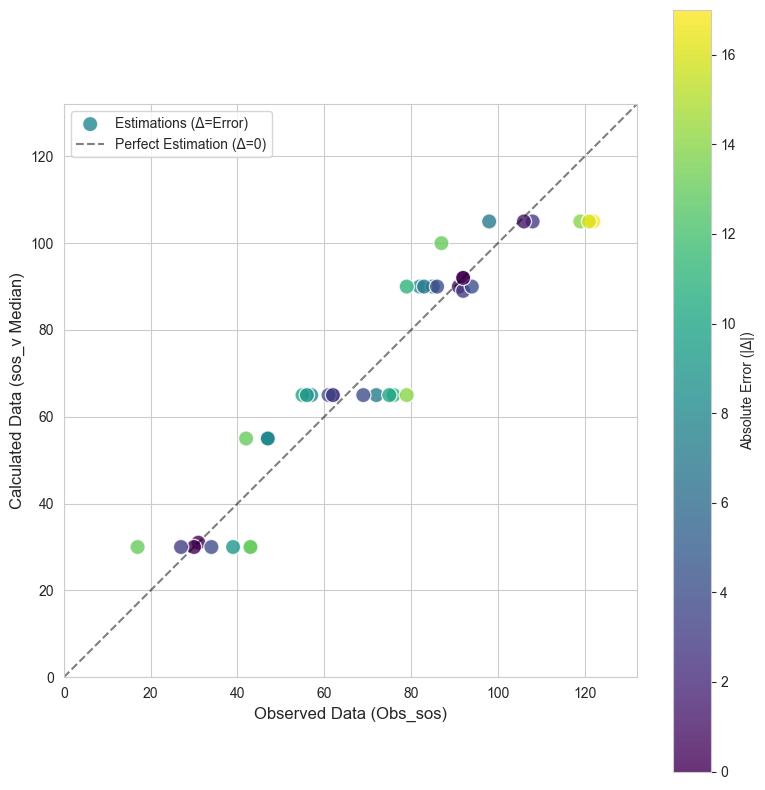 Estimations (Δ=Error)
Perfect Estimation (Δ=0)
Calculated Data (sos_v Median)
120
100
80
60
40
20
0
0 20 40 60 80 100 120
Observed Data (Obs_sos)
16
14
12
10
8
6
4
2
0
Absolute Error (|Δ|)